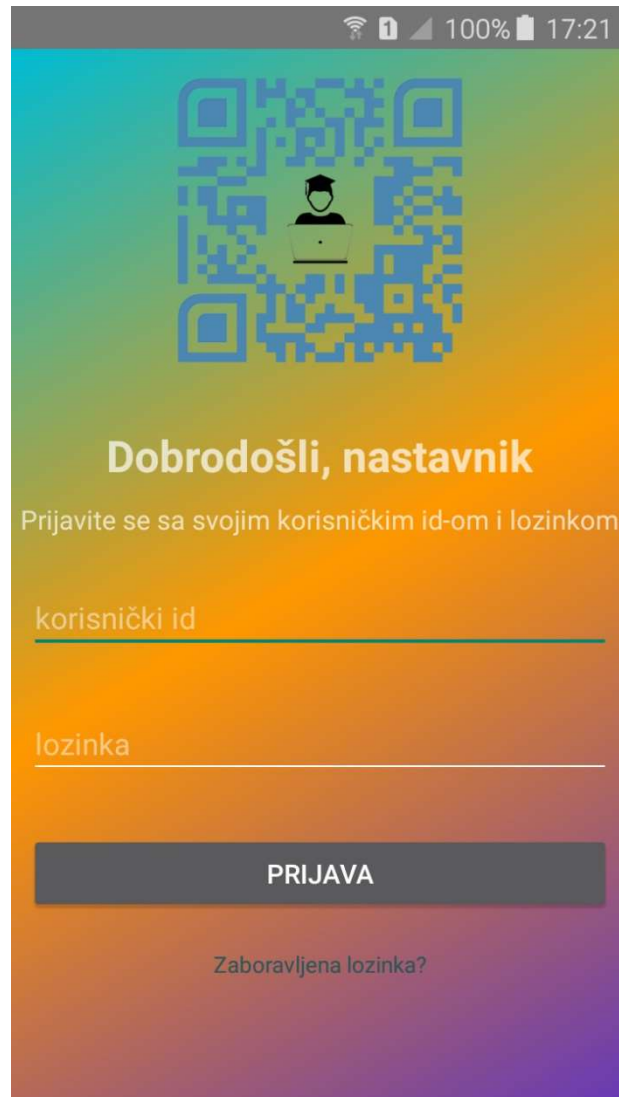 1 100% 17:21
Dobrodošli, nastavnik
Prijavite se sa svojim korisničkim id-om i lozinkom
korisnički id
lozinka
PRIJAVA
Zaboravljena lozinka?